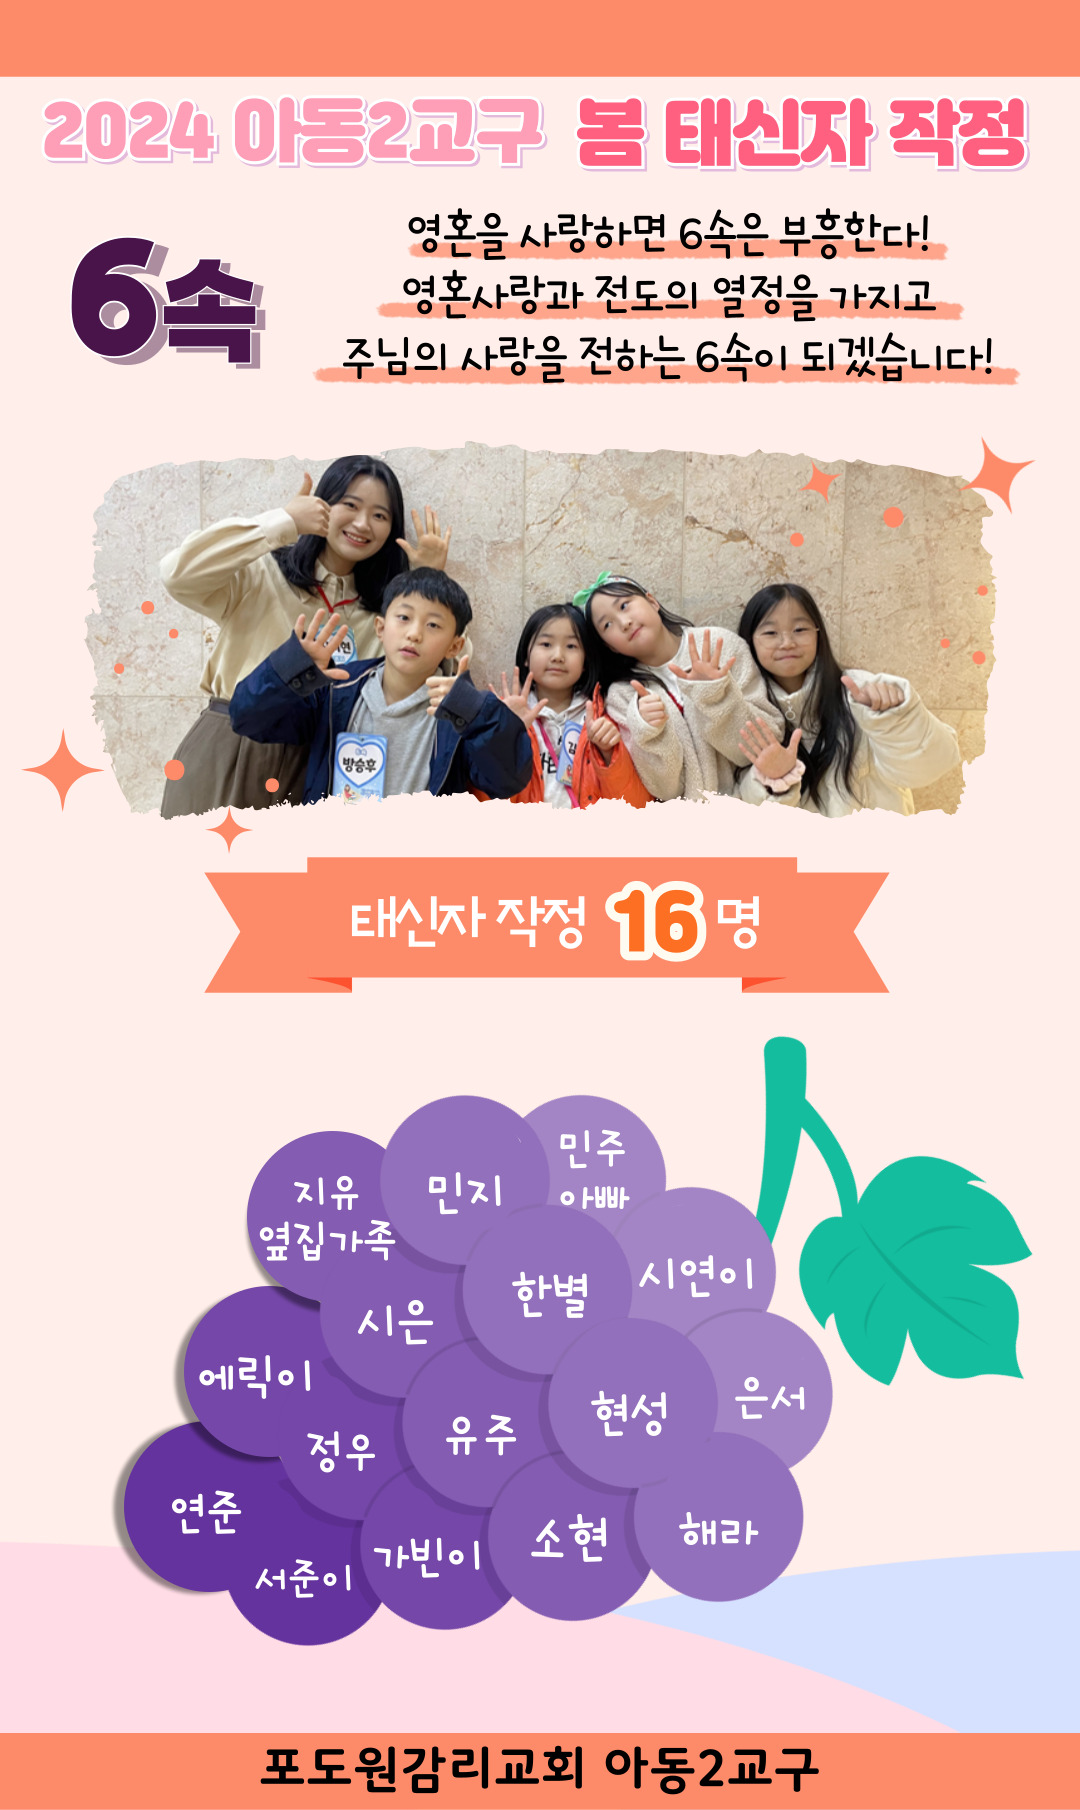 2024 아동2교구 봄 태신자 작정
6속
영혼을 사랑하면 6속은 부흥한다!
영혼사랑과 전도의 열정을 가지고
주님의 사랑을 전하는 6속이 되겠습니다!
방승후
태신자 작정 16명
지유
옆집가족
민지
민주
아빠
시은
한별
시연이
에릭이
정우
유주
현성
은서
연준
서준이
가빈이
소현
해라
포도원감리교회 아동2교구